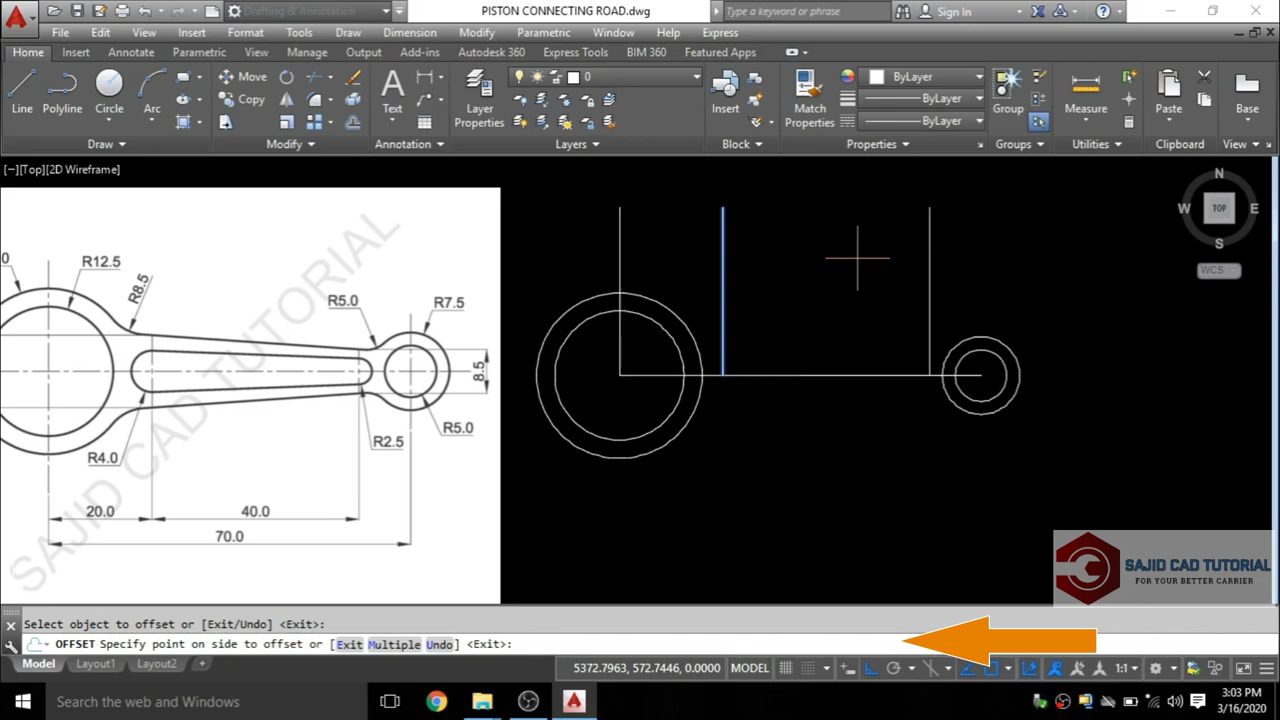 Drafting & Annotation
PISTON CONNECTING ROAD.dwg
Type a keyword or phrase
Sign In
File Edit View Insert Format Tools Draw Dimension Modify Parametric Window Help Express
Home Insert Annotate Parametric View Manage Output Add-ins Autodesk 360 Express Tools BIM 360 Featured Apps
Line Polyline Circle Arc
Move
Copy
Text
Layer Properties
0
Insert
Match Properties
ByLayer
ByLayer
ByLayer
Group
Measure
Paste
Base
Draw Modify Annotation Layers Block Properties Groups Utilities Clipboard View
[−][Top][2D Wireframe]
N
W TOP E
S
WCS
0
R12.5
R8.5
R5.0
R7.5
8.5
R5.0
R2.5
R4.0
20.0
40.0
70.0
SAJID CAD TUTORIAL
SAJID CAD TUTORIAL
FOR YOUR BETTER CARRIER
Select object to offset or [Exit/Undo] <Exit>:
OFFSET Specify point on side to offset or [Exit Multiple Undo] <Exit>:
Model Layout1 Layout2 +
5372.7963, 572.7446, 0.0000 MODEL
1:1
Search the web and Windows
3:03 PM
3/16/2020